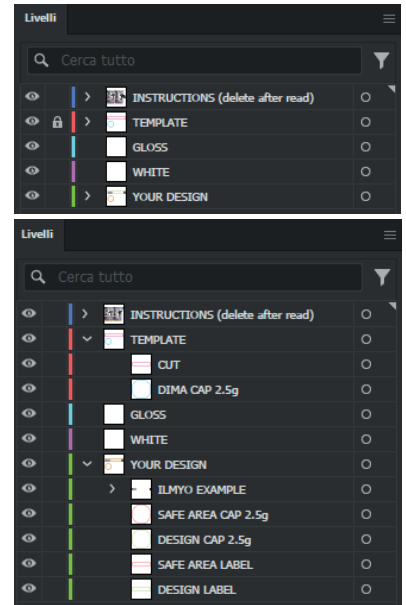 Livelli
Cerca tutto
INSTRUCTIONS (delete after read)
TEMPLATE
GLOSS
WHITE
YOUR DESIGN
Livelli
Cerca tutto
INSTRUCTIONS (delete after read)
TEMPLATE
CUT
DIMA CAP 2.5g
GLOSS
WHITE
YOUR DESIGN
ILMYO EXAMPLE
SAFE AREA CAP 2.5g
DESIGN CAP 2.5g
SAFE AREA LABEL
DESIGN LABEL